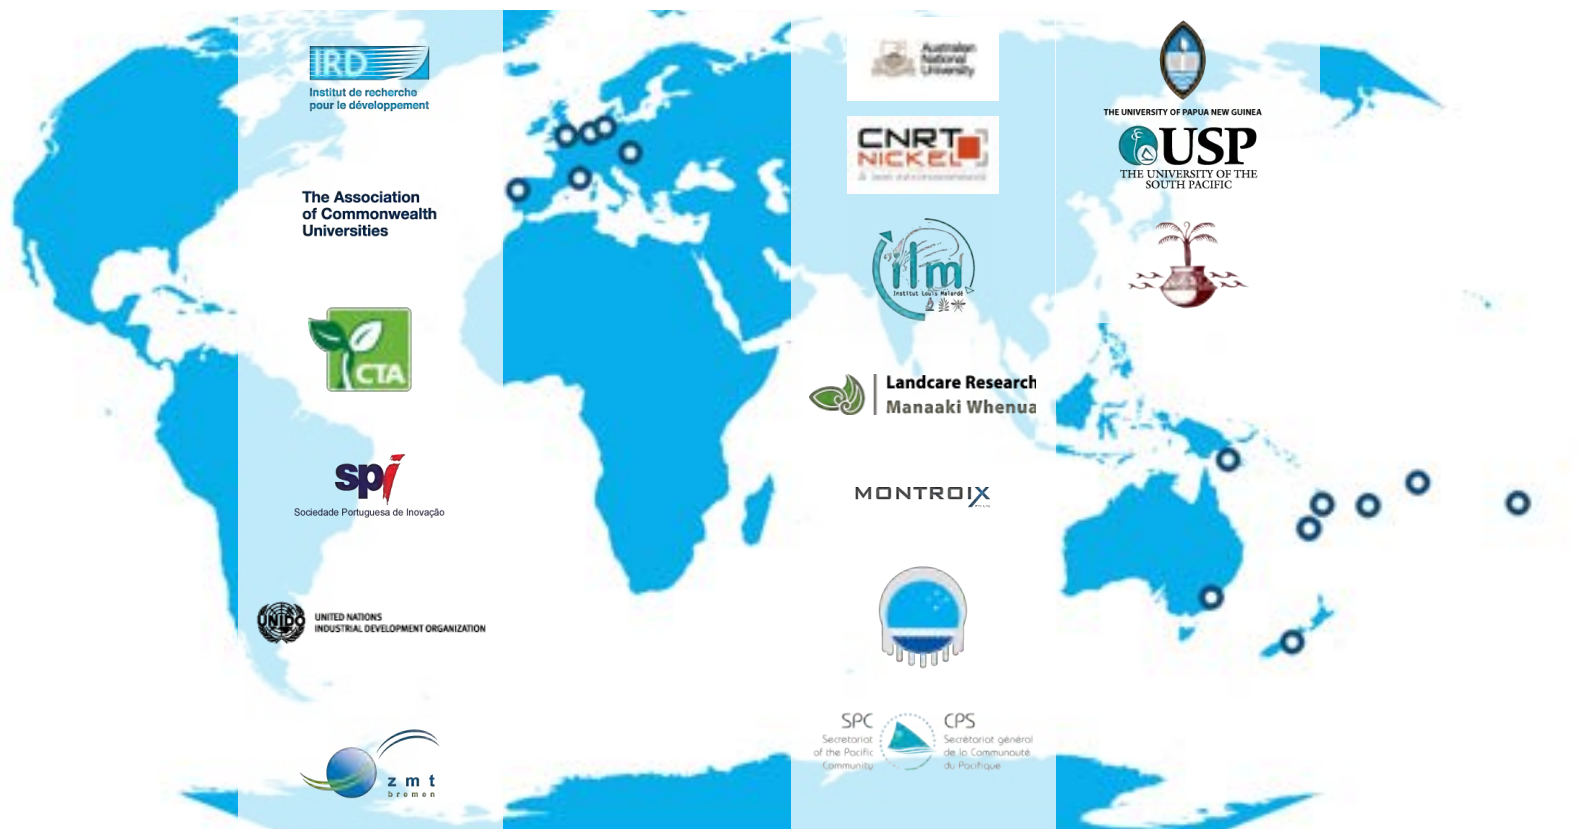 IRD
Institut de recherche
pour le développement
The Association
of Commonwealth
Universities
CTA
spi
Sociedade Portuguesa de Inovação
UNIDO
UNITED NATIONS
INDUSTRIAL DEVELOPMENT ORGANIZATION
zmt
bremen
Australian
National
University
CNRT
NICKEL
ilm
Institut Louis Malardé
Landcare Research
Manaaki Whenua
MONTROIX
SPC
Secretariat
of the Pacific
Community
CPS
Secrétariat général
de la Communauté
du Pacifique
THE UNIVERSITY OF PAPUA NEW GUINEA
USP
THE UNIVERSITY OF THE
SOUTH PACIFIC